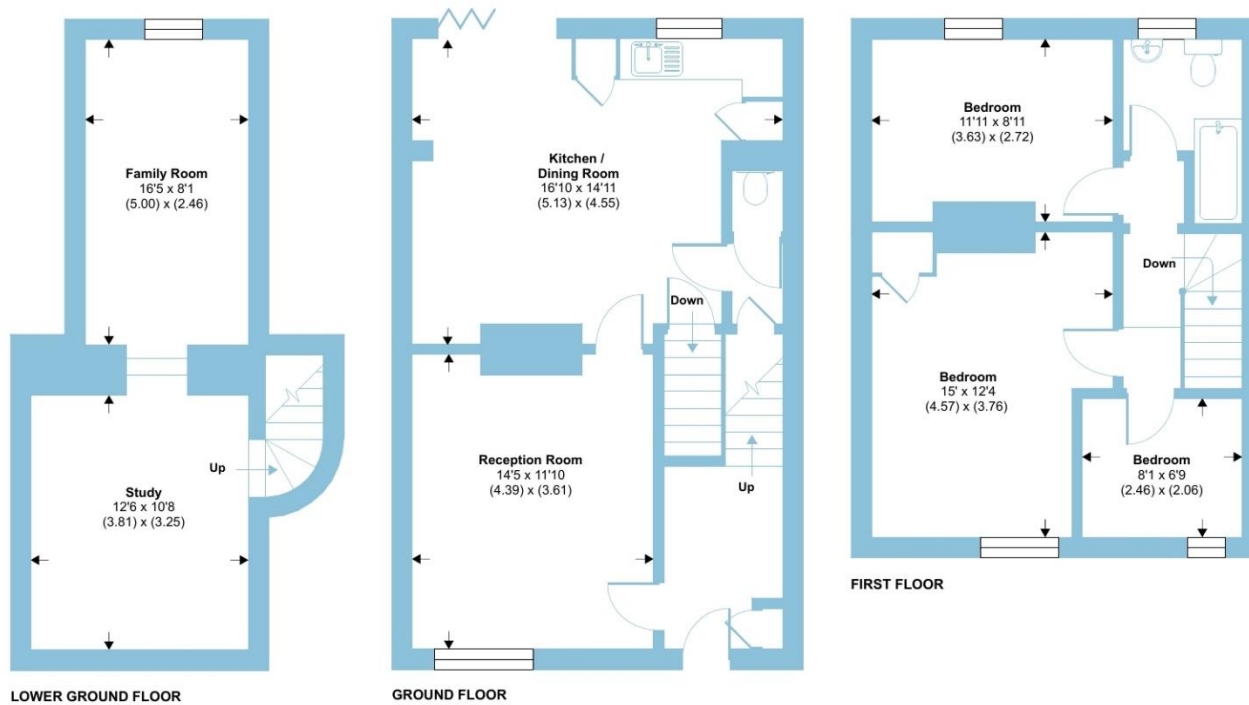 Family Room
16'5 x 8'1
(5.00) x (2.46)
Up
Study
12'6 x 10'8
(3.81) x (3.25)
LOWER GROUND FLOOR
Kitchen /
Dining Room
16'10 x 14'11
(5.13) x (4.55)
Down
Reception Room
14'5 x 11'10
(4.39) x (3.61)
Up
GROUND FLOOR
Bedroom
11'11 x 8'11
(3.63) x (2.72)
Down
Bedroom
15' x 12'4
(4.57) x (3.76)
Bedroom
8'1 x 6'9
(2.46) x (2.06)
FIRST FLOOR